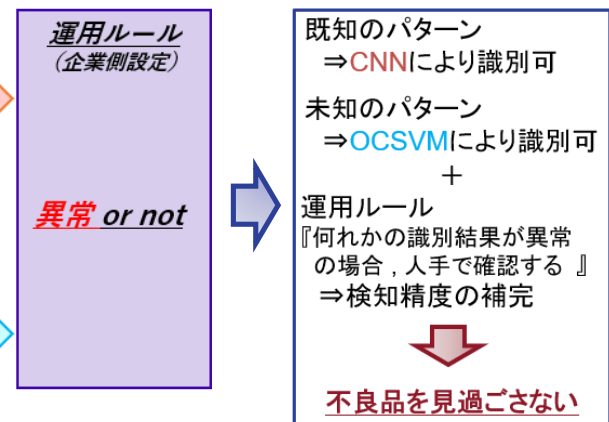 運用ルール
(企業側設定)
異常 or not
既知のパターン
⇒CNNにより識別可
未知のパターン
⇒OCSVMにより識別可
+
運用ルール
『何れかの識別結果が異常
の場合 , 人手で確認する 』
⇒検知精度の補完
不良品を見過ごさない